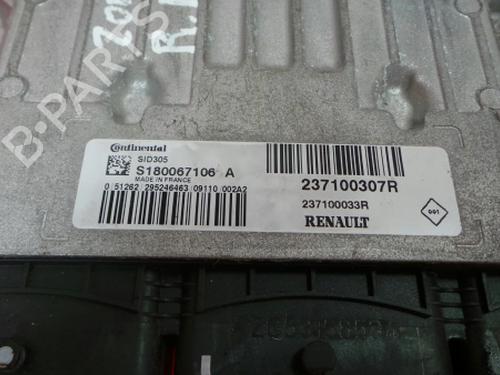 B-PARTS
Continental
SID305
S180067106 A
MADE IN FRANCE
0 51262 295246463 09110 002A2
237100307R
237100033R
RENAULT
001